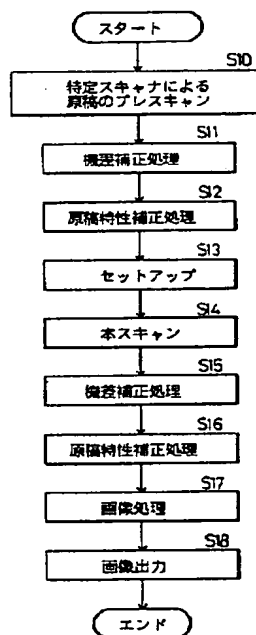 スタート
S10
特定スキャナによる
原稿のプレスキャン
S11
機差補正処理
S12
原稿特性補正処理
S13
セットアップ
S14
本スキャン
S15
機差補正処理
S16
原稿特性補正処理
S17
画像処理
S18
画像出力
エンド